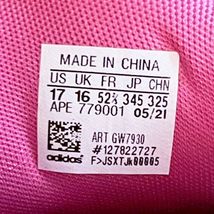 MADE IN CHINA
US UK FR JP CHN
17 16 52⅔ 345 325
APE 779001 05/21
ART GW7930
#127822727
adidas F>JSXTJk00005